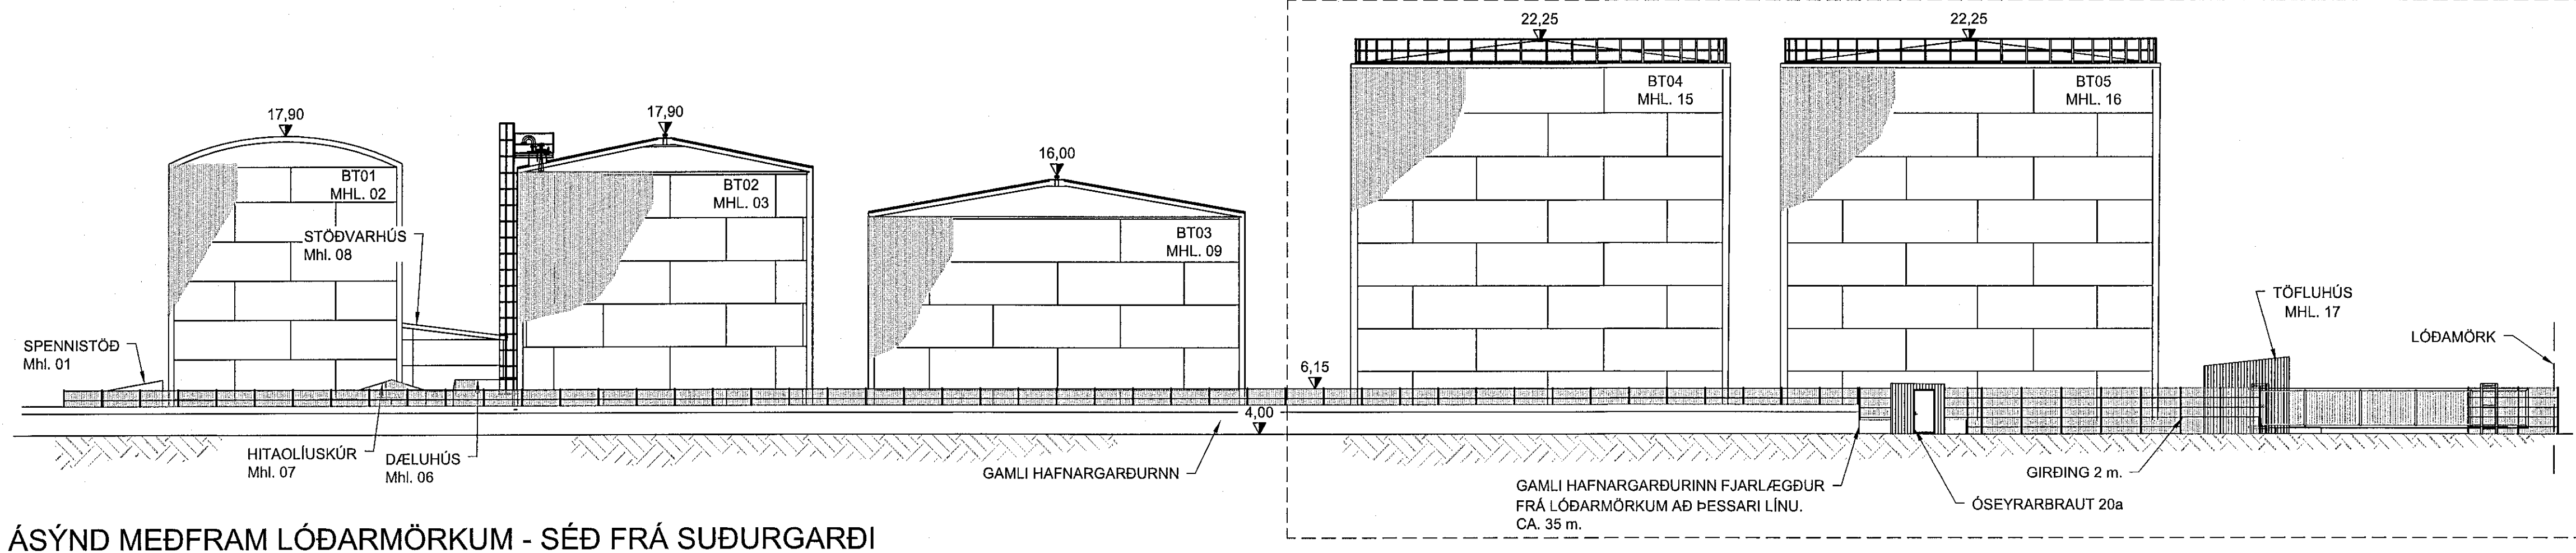 22,25
22,25
BT04
MHL. 15
BT05
MHL. 16
17,90
17,90
16,00
BT01
MHL. 02
BT02
MHL. 03
BT03
MHL. 09
STÖÐVARHÚS
Mhl. 08
SPENNISTÖÐ
Mhl. 01
6,15
4,00
TÖFLUHÚS
MHL. 17
LÓÐAMÖRK
HITAOLÍUSKÚR
Mhl. 07
DÆLUHÚS
Mhl. 06
GAMLI HAFNARGARÐURNN
GAMLI HAFNARGARÐURINN FJARLÆGÐUR
FRÁ LÓÐARMÖRKUM AÐ ÞESSARI LÍNU.
CA. 35 m.
GIRÐING 2 m.
ÓSEYRARBRAUT 20a
ÁSÝND MEÐFRAM LÓÐARMÖRKUM - SÉÐ FRÁ SUÐURGARÐI